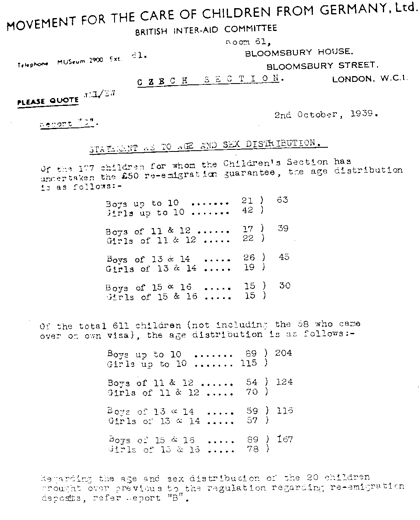 MOVEMENT FOR THE CARE OF CHILDREN FROM GERMANY, Ltd.
BRITISH INTER-AID COMMITTEE
Room 61,
Telephone MUSeum 2900 Ext. 61. BLOOMSBURY HOUSE,
BLOOMSBURY STREET,
CZECH SECTION. LONDON, W.C.1.
PLEASE QUOTE
2nd October, 1939.
Report
STATEMENT AS TO AGE AND SEX DISTRIBUTION.
Of the 177 children for whom the Children's Section has
undertaken the £50 re-emigration guarantee, the age distribution
is as follows:-
Boys up to 10 ....... 21 ) 63
Girls up to 10 ...... 42 )
Boys of 11 & 12 ..... 17 ) 39
Girls of 11 & 12 .... 22 )
Boys of 13 & 14 ..... 26 ) 45
Girls of 13 & 14 .... 19 )
Boys of 15 & 16 ..... 15 ) 30
Girls of 15 & 16 .... 15 )
Of the total 611 children (not including the 58 who came
over on own visa), the age distribution is as follows:-
Boys up to 10 ...... 89 ) 204
Girls up to 10 ..... 115 )
Boys of 11 & 12 .... 54 ) 124
Girls of 11 & 12 ... 70 )
Boys of 13 & 14 .... 59 ) 116
Girls of 13 & 14 ... 57 )
Boys of 15 & 16 .... 89 ) 167
Girls of 15 & 16 ... 78 )
Regarding the age and sex distribution of the 20 children
brought over previous to the regulation regarding re-emigration
deposits, refer Report "B".